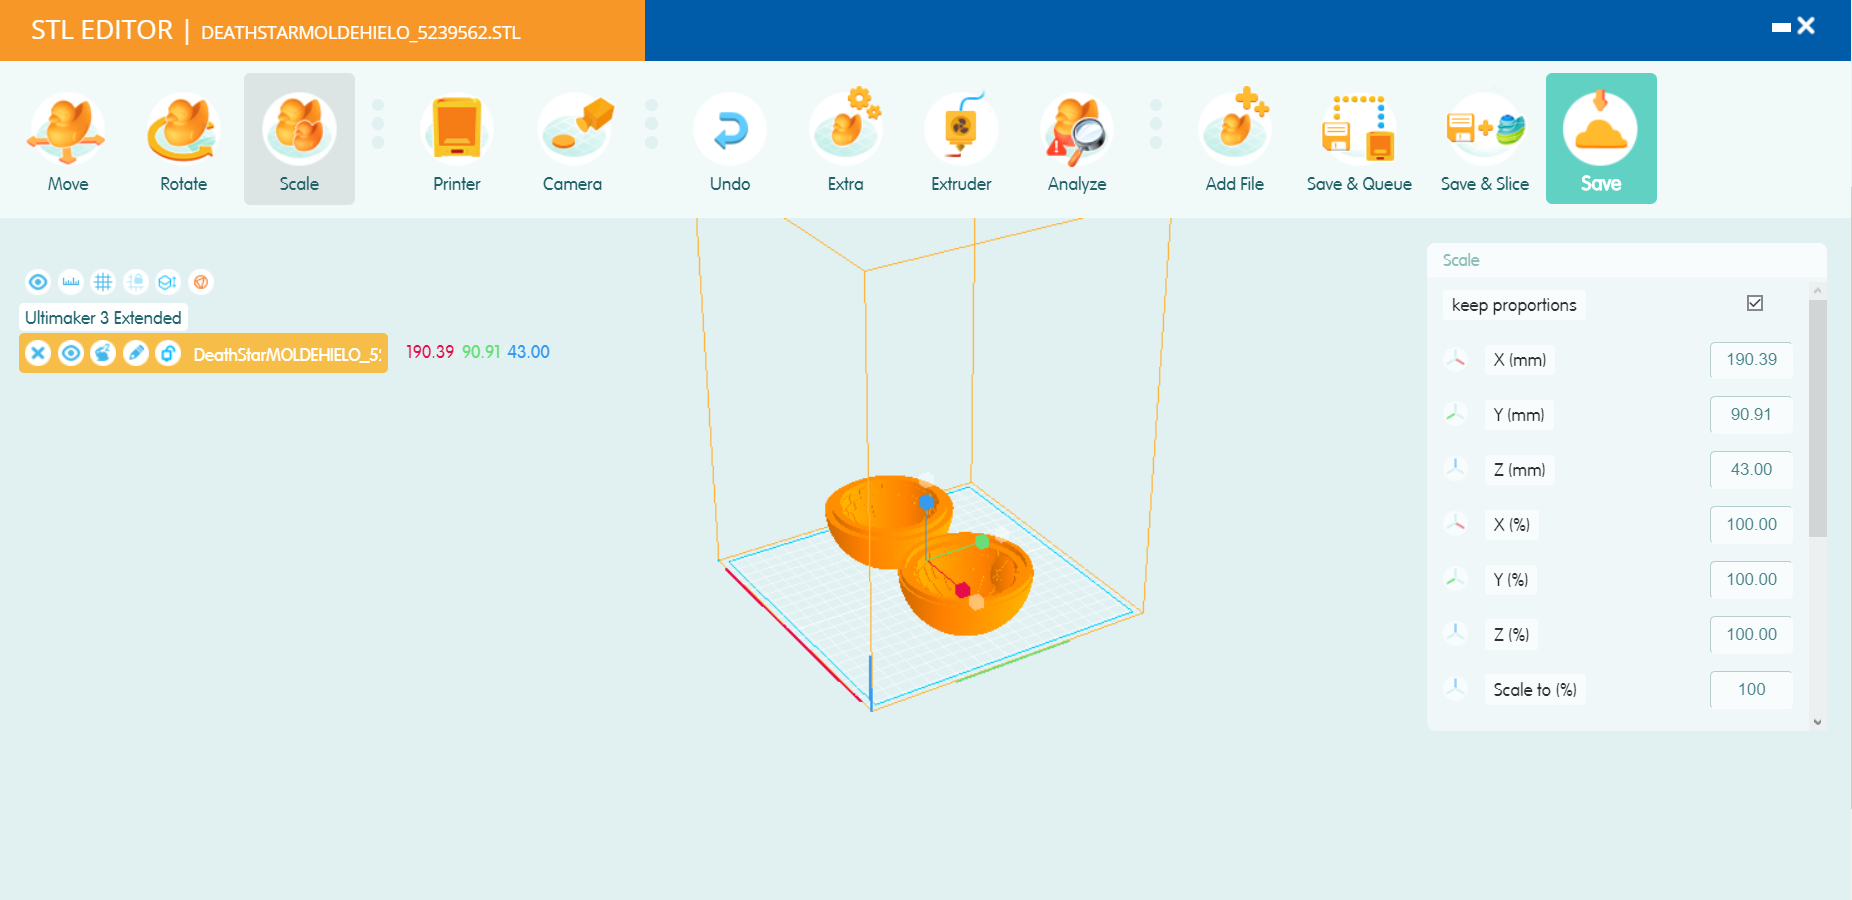 STL EDITOR | DEATHSTARMOLDEHIELO_5239562.STL
Move Rotate Scale Printer Camera Undo Extra Extruder Analyze Add File Save & Queue Save & Slice Save
Ultimaker 3 Extended
DeathStarMOLDEHIELO_52 190.39 90.91 43.00
Scale
keep proportions
X (mm) 190.39
Y (mm) 90.91
Z (mm) 43.00
X (%) 100.00
Y (%) 100.00
Z (%) 100.00
Scale to (%) 100